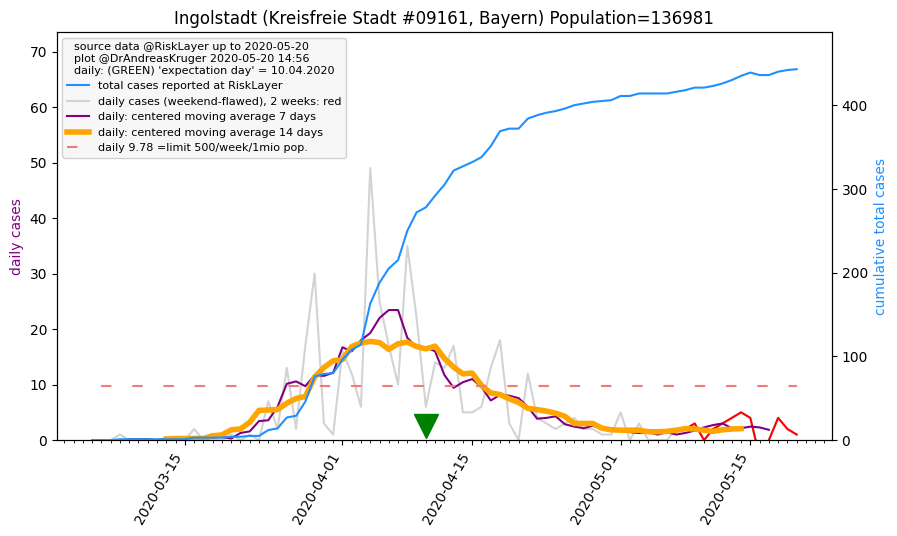 Ingolstadt (Kreisfreie Stadt #09161, Bayern) Population=136981
source data @RiskLayer up to 2020-05-20
plot @DrAndreasKruger 2020-05-20 14:56
daily: (GREEN) 'expectation day' = 10.04.2020
total cases reported at RiskLayer
daily cases (weekend-flawed), 2 weeks: red
daily: centered moving average 7 days
daily: centered moving average 14 days
daily 9.78 =limit 500/week/1mio pop.
daily cases
70
60
50
40
30
20
10
0
cumulative total cases
400
300
200
100
0
2020-03-15
2020-04-01
2020-04-15
2020-05-01
2020-05-15